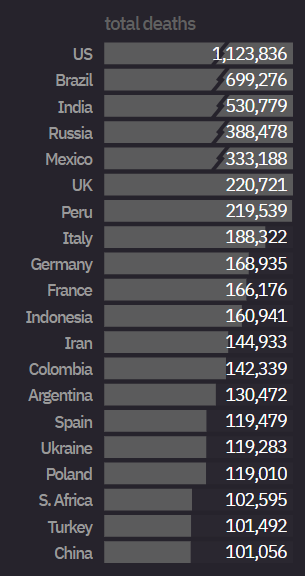 total deaths
US 1,123,836
Brazil 699,276
India 530,779
Russia 388,478
Mexico 333,188
UK 220,721
Peru 219,539
Italy 188,322
Germany 168,935
France 166,176
Indonesia 160,941
Iran 144,933
Colombia 142,339
Argentina 130,472
Spain 119,479
Ukraine 119,283
Poland 119,010
S. Africa 102,595
Turkey 101,492
China 101,056